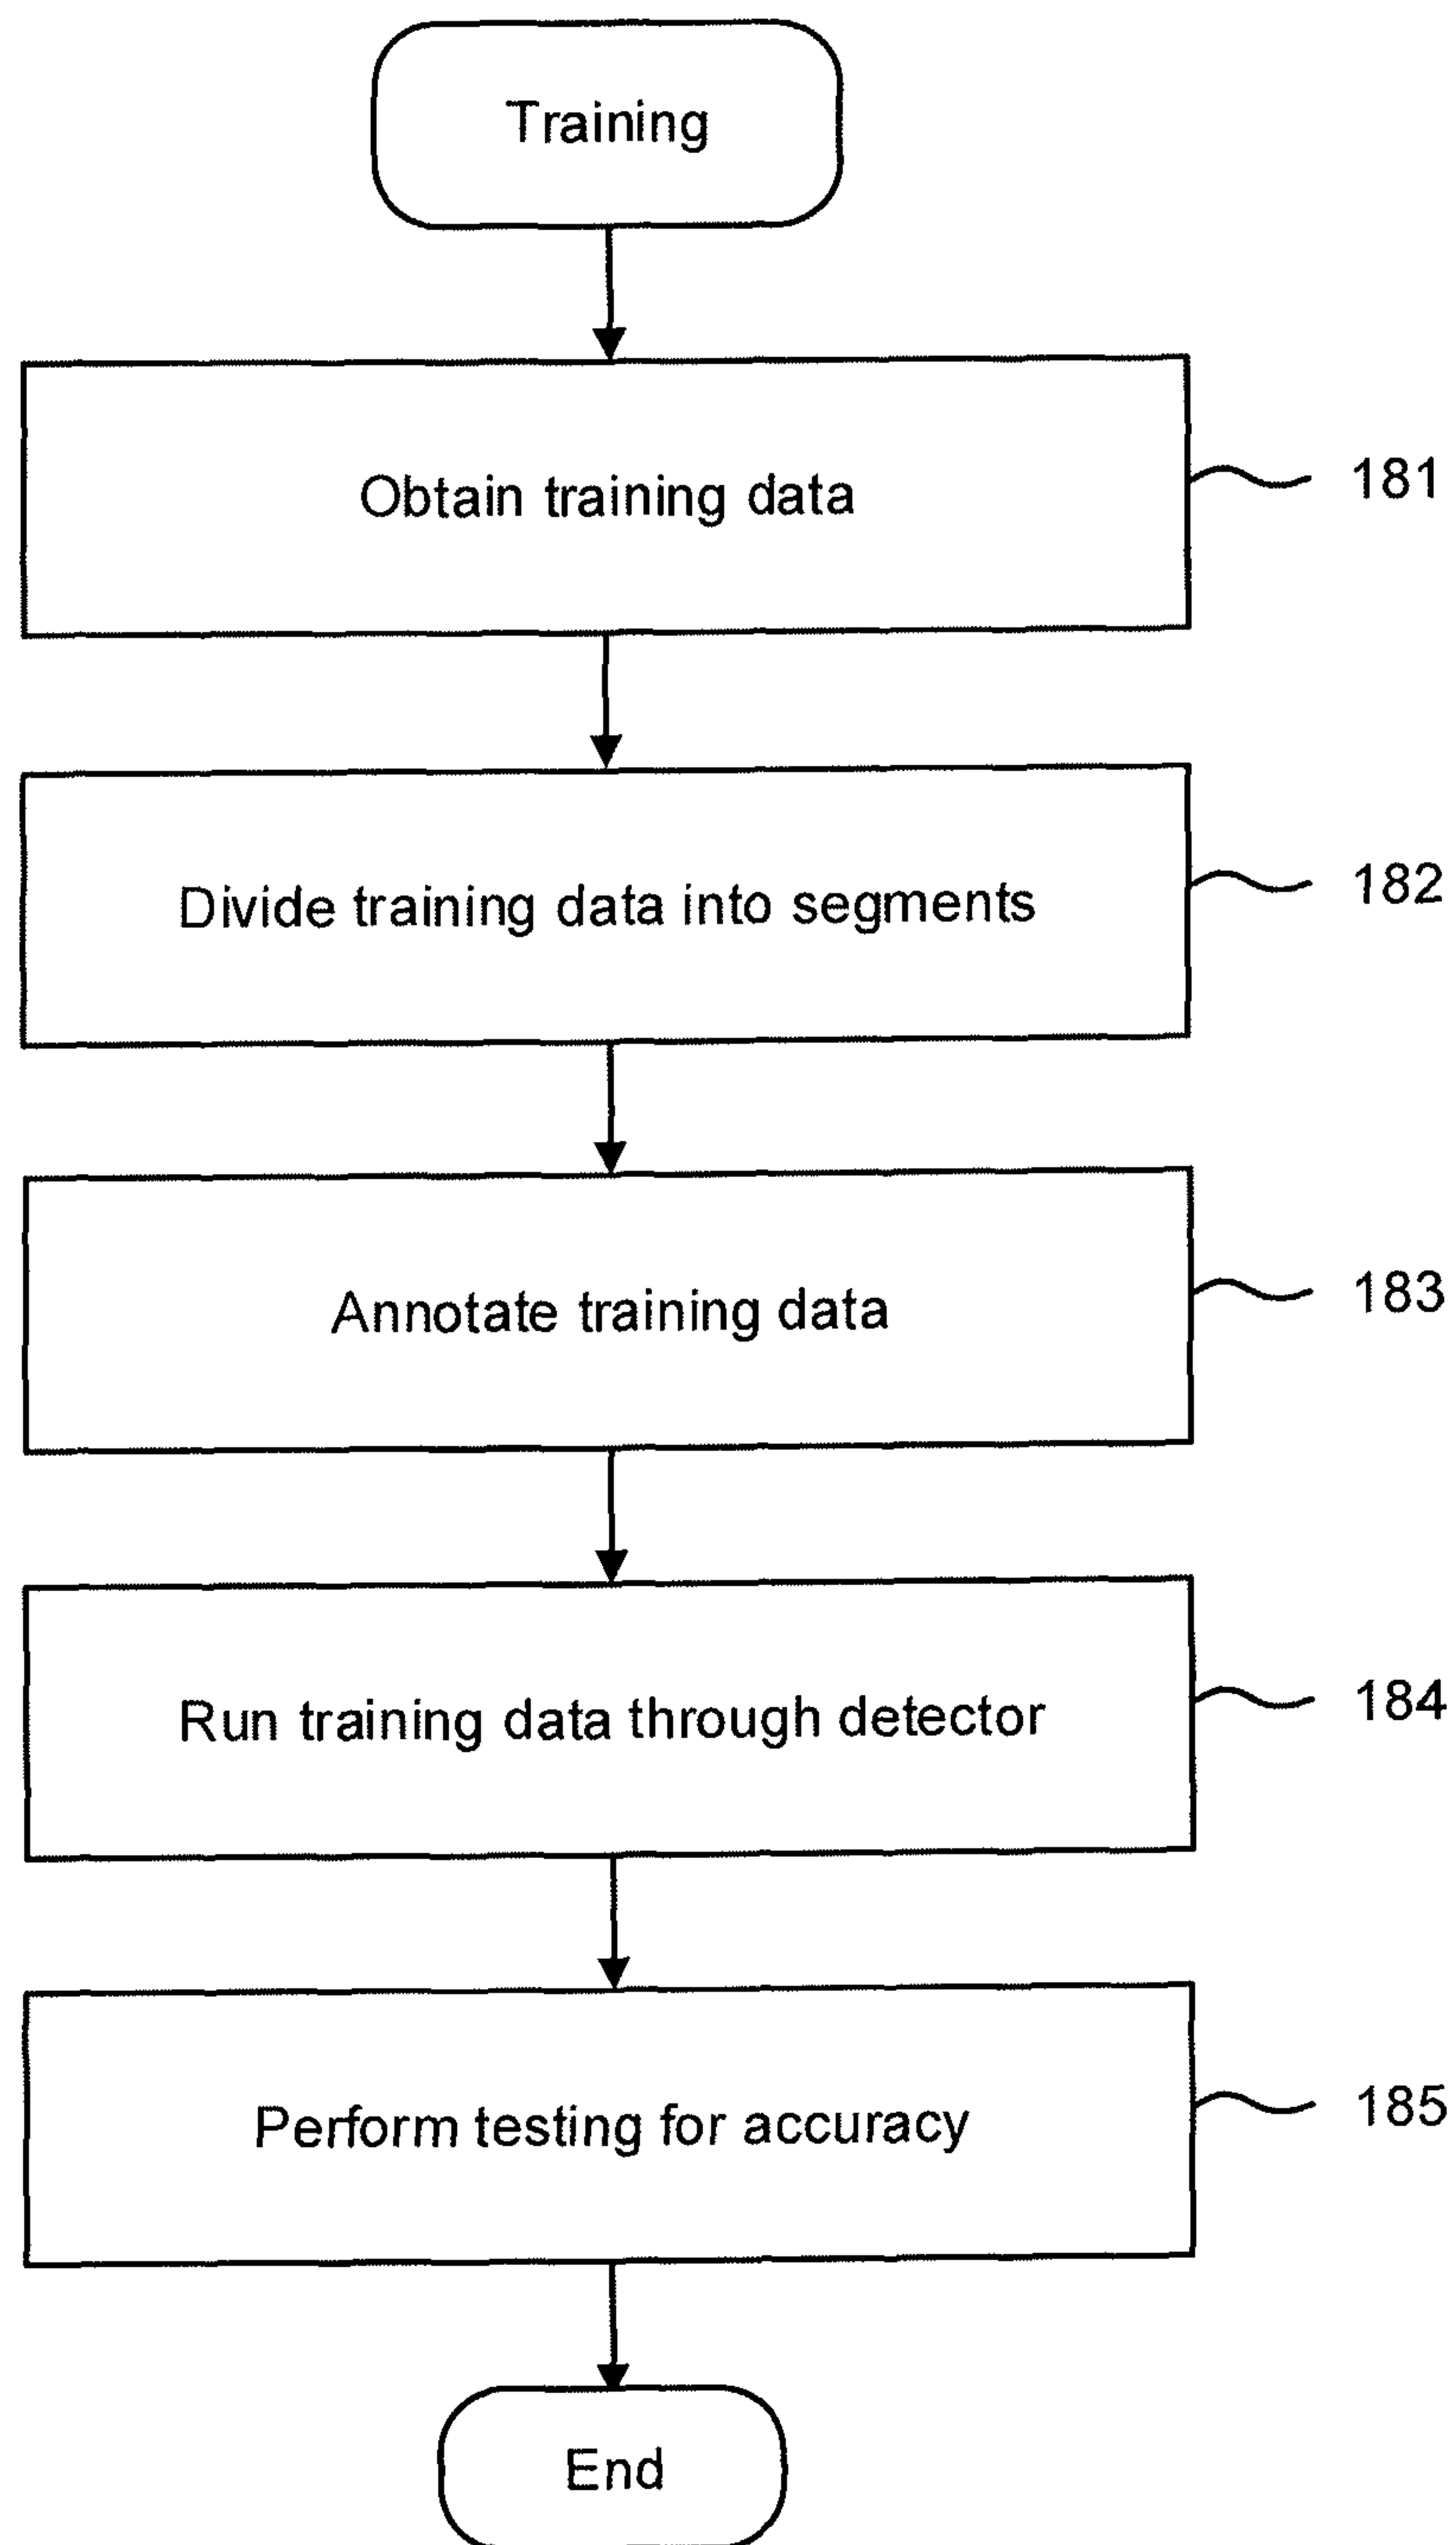 Training
Obtain training data
181
Divide training data into segments
182
Annotate training data
183
Run training data through detector
184
Perform testing for accuracy
185
End